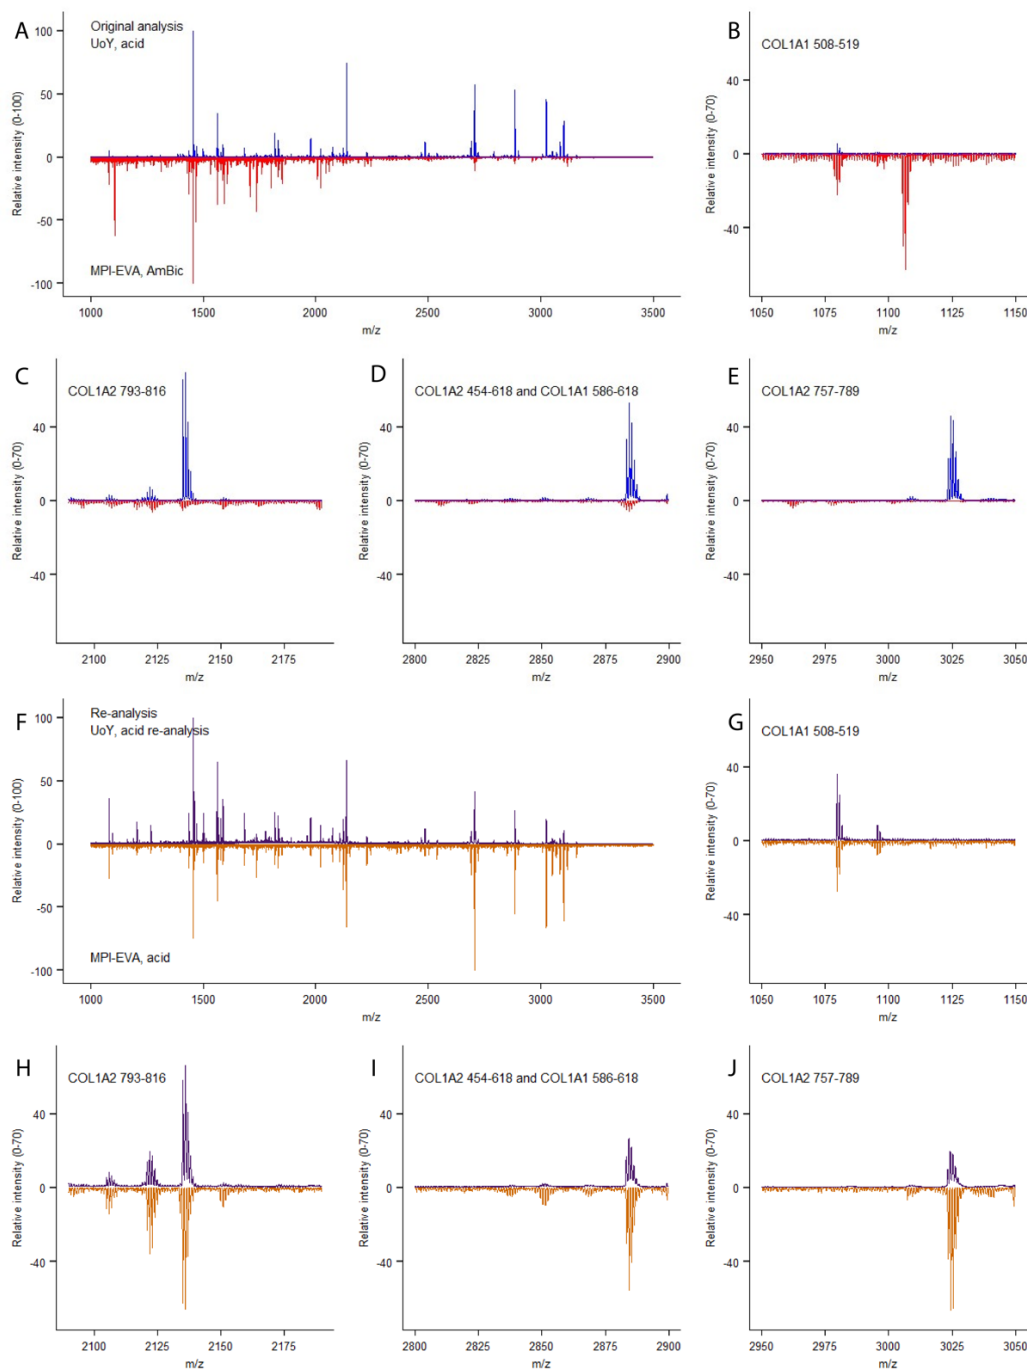 A
Original analysis
UoY, acid
MPI-EVA, AmBic
Relative intensity (0-100)
100
50
0
-50
-100
1000
1500
2000
2500
3000
3500
m/z
B
COL1A1 508-519
Relative intensity (0-70)
40
0
-40
1050
1075
1100
1125
1150
m/z
C
COL1A2 793-816
Relative intensity (0-70)
40
0
-40
2100
2125
2150
2175
m/z
D
COL1A2 454-618 and COL1A1 586-618
Relative intensity (0-70)
40
0
-40
2800
2825
2850
2875
2900
m/z
E
COL1A2 757-789
Relative intensity (0-70)
40
0
-40
2950
2975
3000
3025
3050
m/z
F
Re-analysis
UoY, acid re-analysis
MPI-EVA, acid
Relative intensity (0-100)
100
50
0
-50
-100
1000
1500
2000
2500
3000
3500
m/z
G
COL1A1 508-519
Relative intensity (0-70)
40
0
-40
1050
1075
1100
1125
1150
m/z
H
COL1A2 793-816
Relative intensity (0-70)
40
0
-40
2100
2125
2150
2175
m/z
I
COL1A2 454-618 and COL1A1 586-618
Relative intensity (0-70)
40
0
-40
2800
2825
2850
2875
2900
m/z
J
COL1A2 757-789
Relative intensity (0-70)
40
0
-40
2950
2975
3000
3025
3050
m/z